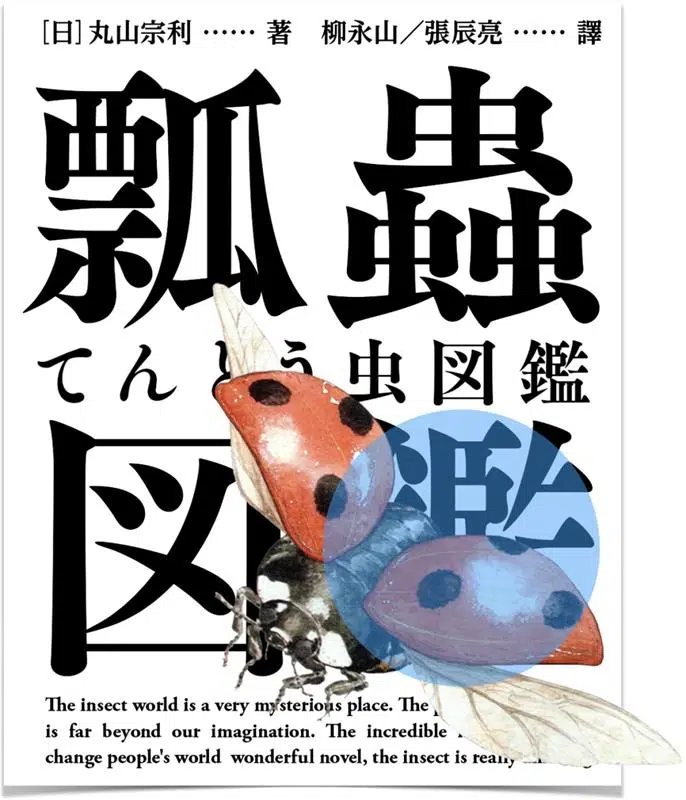 [日]丸山宗利 …… 著 柳永山／張辰亮 …… 譯
瓢蟲
てんとう虫図鑑
図鑑
The insect world is a very mysterious place. The
is far beyond our imagination. The incredible
change people's world wonderful novel, the insect is really